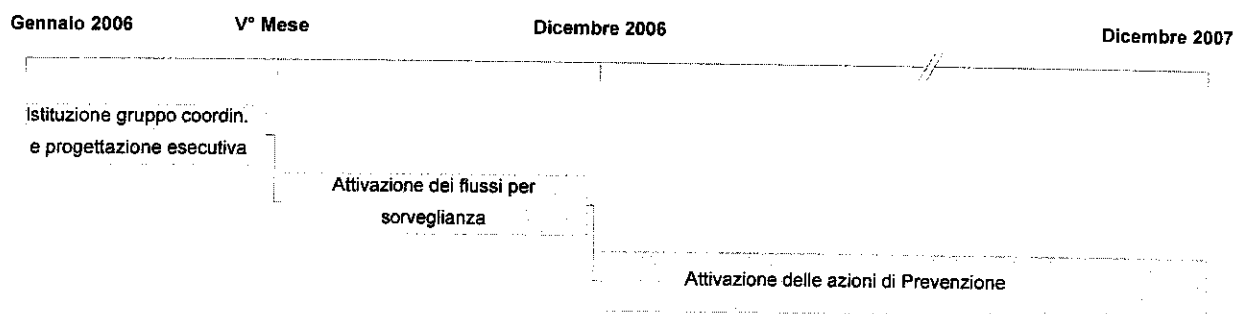 Gennaio 2006 V° Mese Dicembre 2006 Dicembre 2007
Istituzione gruppo coordin.
e progettazione esecutiva
Attivazione dei flussi per
sorveglianza
Attivazione delle azioni di Prevenzione